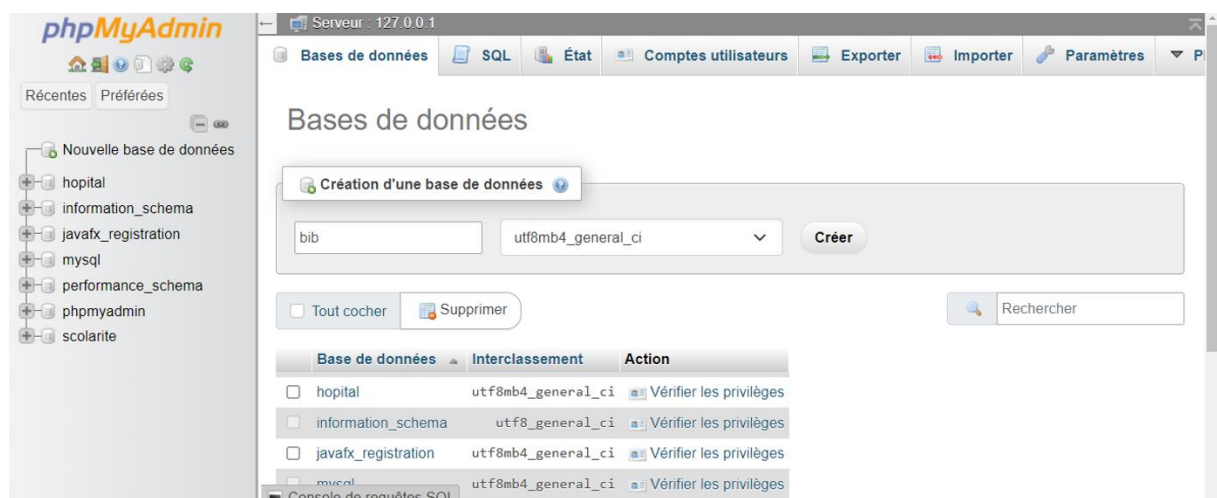 phpMyAdmin
Récentes Préférées
Nouvelle base de données
hopital
information_schema
javafx_registration
mysql
performance_schema
phpmyadmin
scolarite
Serveur : 127.0.0.1
Bases de données SQL État Comptes utilisateurs Exporter Importer Paramètres
Bases de données
Création d'une base de données
bib utf8mb4_general_ci Créer
Tout cocher Supprimer Rechercher
Base de données Interclassement Action
hopital utf8mb4_general_ci Vérifier les privilèges
information_schema utf8_general_ci Vérifier les privilèges
javafx_registration utf8mb4_general_ci Vérifier les privilèges
mysql utf8mb4_general_ci Vérifier les privilèges
Console de requêtes SQL